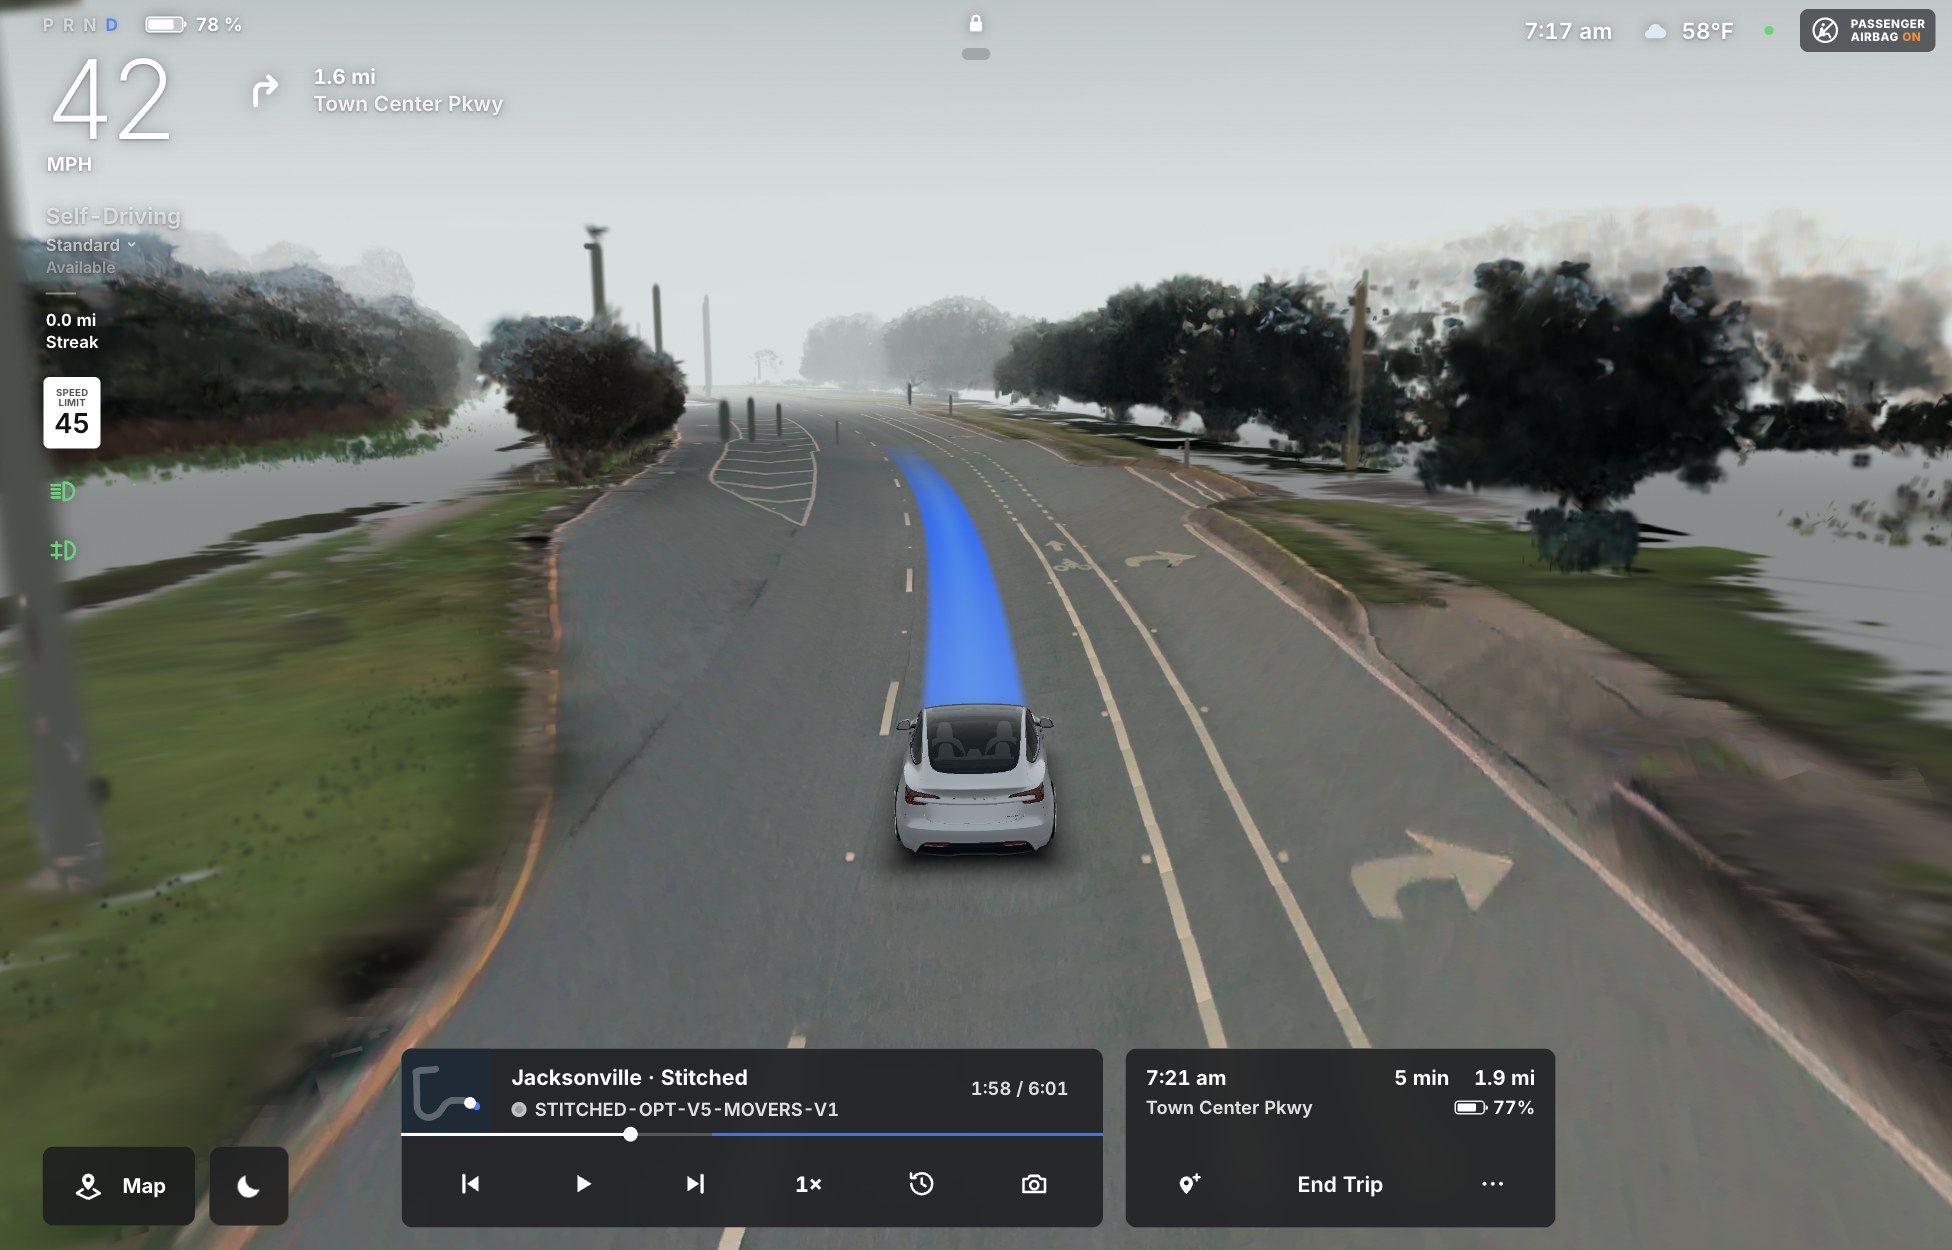 P R N D
78 %
7:17 am
58°F
PASSENGER
AIRBAG ON
42
MPH
1.6 mi
Town Center Pkwy
Self-Driving
Standard
Available
0.0 mi
Streak
SPEED
LIMIT
45
Jacksonville · Stitched
STITCHED-OPT-V5-MOVERS-V1
1:58 / 6:01
1×
7:21 am
5 min
1.9 mi
Town Center Pkwy
77%
End Trip
Map